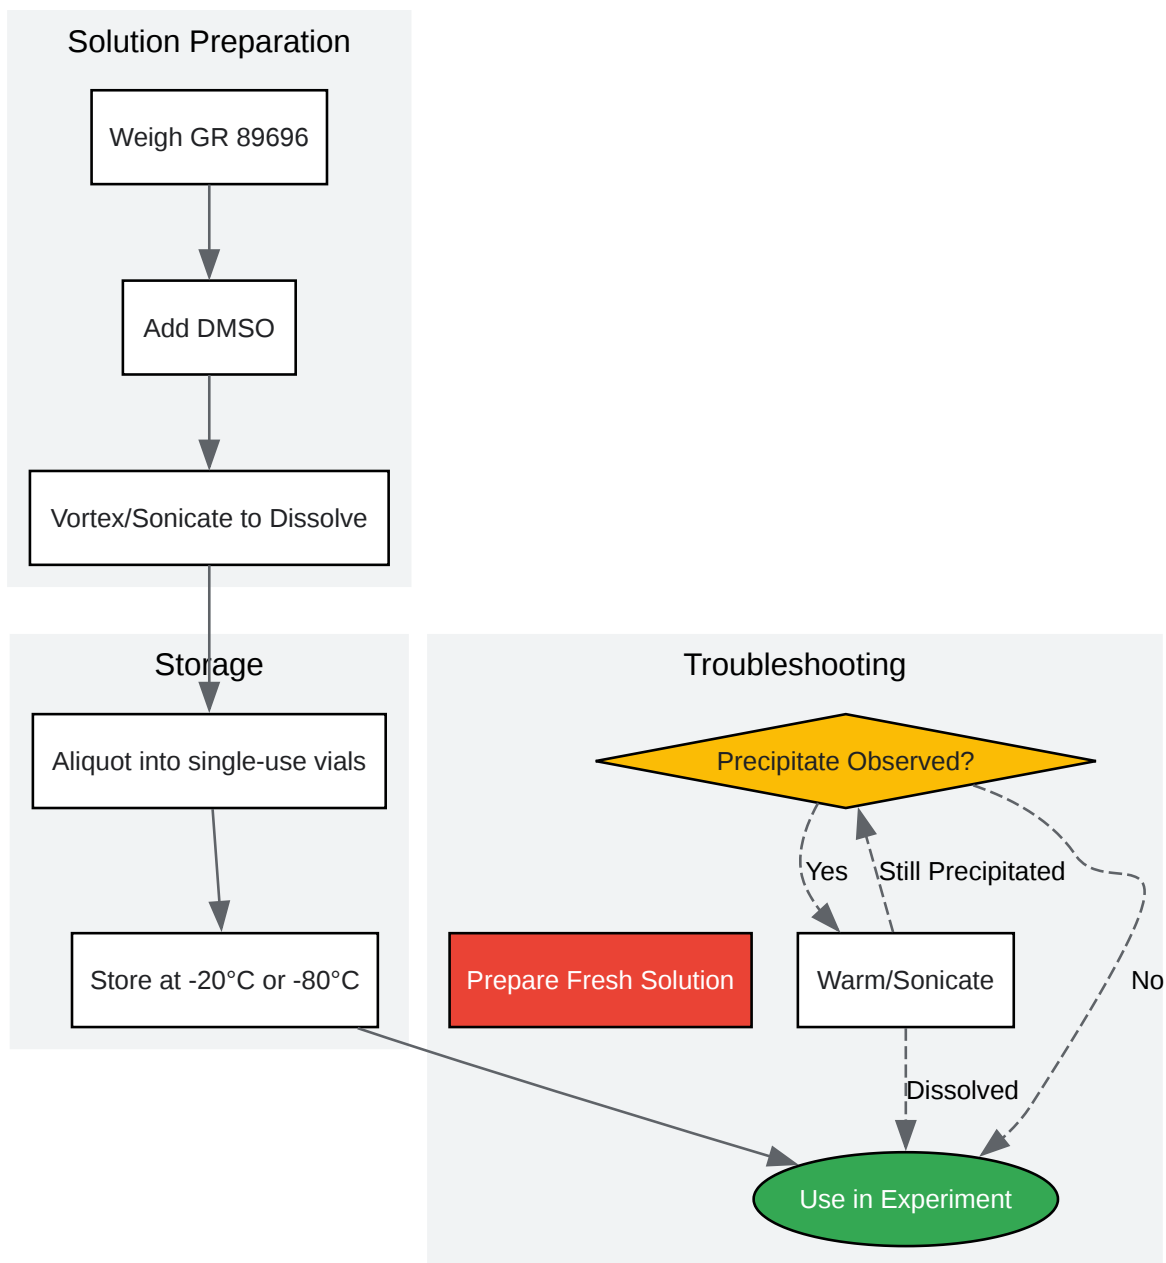 Solution Preparation
Weigh GR 89696
Add DMSO
Vortex/Sonicate to Dissolve
Storage
Aliquot into single-use vials
Store at -20°C or -80°C
Troubleshooting
Precipitate Observed?
Yes
Still Precipitated
Prepare Fresh Solution
Warm/Sonicate
No
Dissolved
Use in Experiment